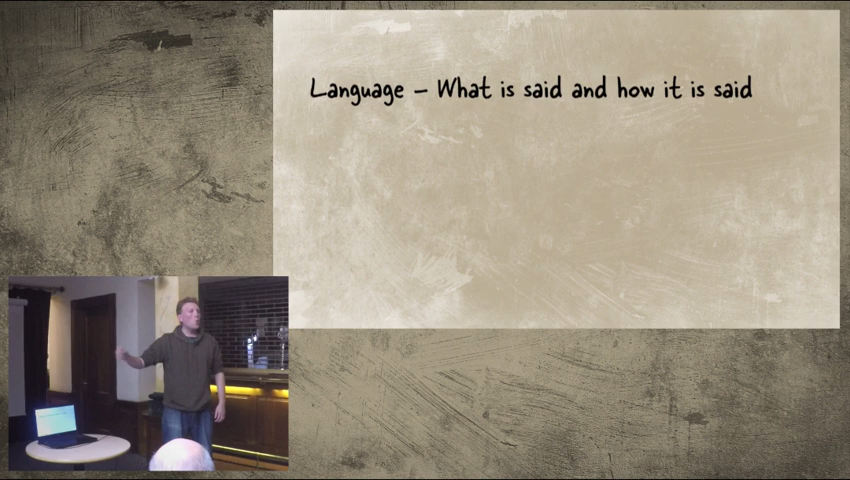 Language – What is said and how it is said